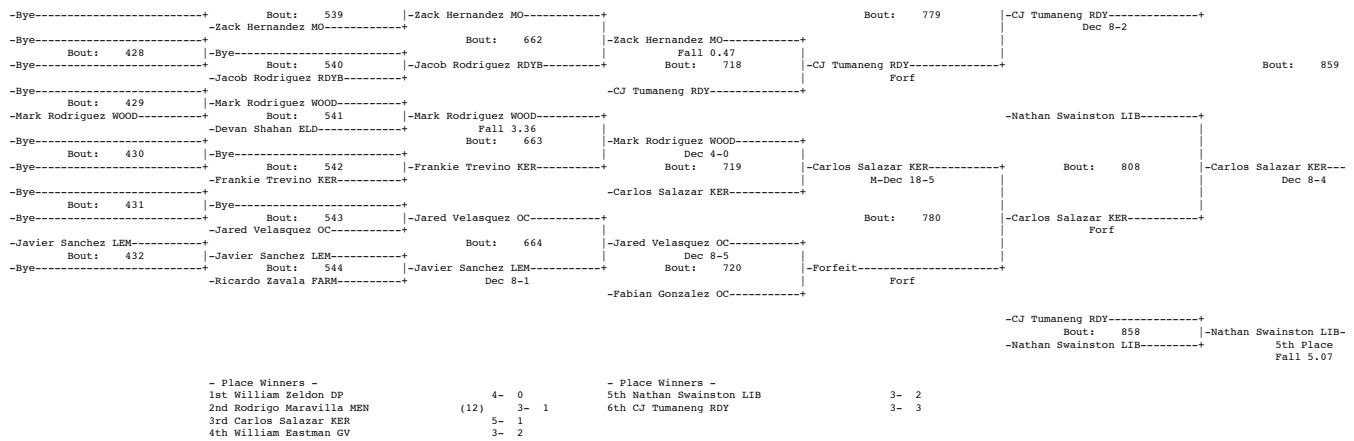 -Bye--------------------------+ Bout: 539 |-Zack Hernandez MO------------+ Bout: 779 |-CJ Tumaneng RDY--------------+
-Zack Hernandez MO------------+ Dec 8-2
-Bye--------------------------+ Bout: 662 |-Zack Hernandez MO------------+
Bout: 428 |-Bye--------------------------+ Fall 0.47
-Bye--------------------------+ Bout: 540 |-Jacob Rodriguez RDYB---------+ Bout: 718 |-CJ Tumaneng RDY--------------+ Bout: 859
-Jacob Rodriguez RDYB---------+ Forf
-Bye--------------------------+ -CJ Tumaneng RDY--------------+
Bout: 429 |-Mark Rodriguez WOOD----------+
-Mark Rodriguez WOOD----------+ Bout: 541 |-Mark Rodriguez WOOD----------+ -Nathan Swainston LIB---------+
-Devan Shahan ELD-------------+ Fall 3.36
-Bye--------------------------+ Bout: 663 |-Mark Rodriguez WOOD----------+
Bout: 430 |-Bye--------------------------+ Dec 4-0
-Bye--------------------------+ Bout: 542 |-Frankie Trevino KER----------+ Bout: 719 |-Carlos Salazar KER-----------+ Bout: 808 |-Carlos Salazar KER---
-Frankie Trevino KER----------+ M-Dec 18-5 Dec 8-4
-Bye--------------------------+ -Carlos Salazar KER-----------+
Bout: 431 |-Bye--------------------------+
-Bye--------------------------+ Bout: 543 |-Jared Velasquez OC-----------+ Bout: 780 |-Carlos Salazar KER-----------+
-Jared Velasquez OC-----------+ Forf
-Javier Sanchez LEM-----------+ Bout: 664 |-Jared Velasquez OC-----------+
Bout: 432 |-Javier Sanchez LEM-----------+ Dec 8-5
-Bye--------------------------+ Bout: 544 |-Javier Sanchez LEM-----------+ Bout: 720 |-Forfeit----------------------+
-Ricardo Zavala FARM----------+ Dec 8-1 Forf
-Fabian Gonzalez OC-----------+
-CJ Tumaneng RDY--------------+
Bout: 858 |-Nathan Swainston LIB-
-Nathan Swainston LIB---------+ 5th Place
Fall 5.07
- Place Winners - - Place Winners -
1st William Zeldon DP 4- 0 5th Nathan Swainston LIB 3- 2
2nd Rodrigo Maravilla MEN (12) 3- 1 6th CJ Tumaneng RDY 3- 3
3rd Carlos Salazar KER 5- 1
4th William Eastman GV 3- 2